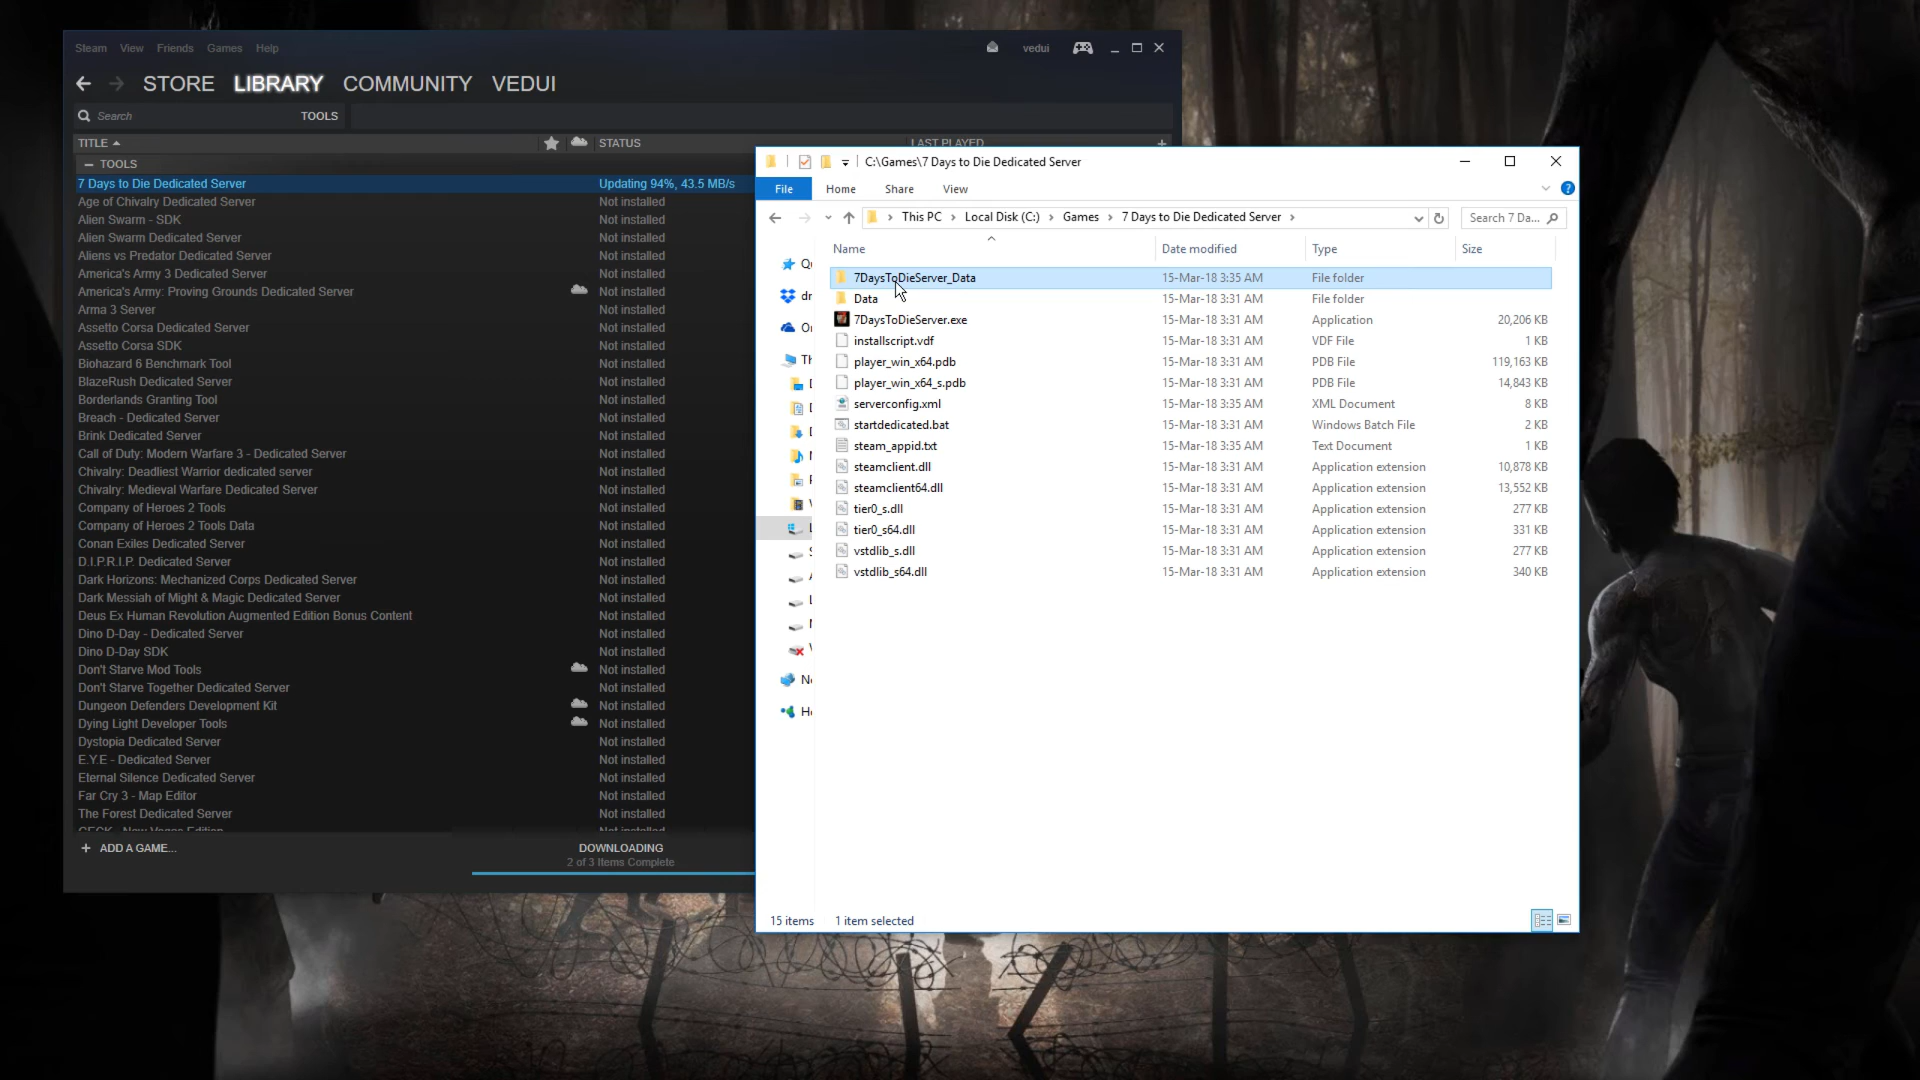 Steam View Friends Games Help
vedui
STORE LIBRARY COMMUNITY VEDUI
Search TOOLS
TITLE STATUS LAST PLAYED +
— TOOLS
7 Days to Die Dedicated Server Updating 94%, 43.5 MB/s
Age of Chivalry Dedicated Server Not installed
Alien Swarm - SDK Not installed
Alien Swarm Dedicated Server Not installed
Aliens vs Predator Dedicated Server Not installed
America's Army 3 Dedicated Server Not installed
America's Army: Proving Grounds Dedicated Server Not installed
Arma 3 Server Not installed
Assetto Corsa Dedicated Server Not installed
Assetto Corsa SDK Not installed
Biohazard 6 Benchmark Tool Not installed
BlazeRush Dedicated Server Not installed
Borderlands Granting Tool Not installed
Breach - Dedicated Server Not installed
Brink Dedicated Server Not installed
Call of Duty: Modern Warfare 3 - Dedicated Server Not installed
Chivalry: Deadliest Warrior dedicated server Not installed
Chivalry: Medieval Warfare Dedicated Server Not installed
Company of Heroes 2 Tools Not installed
Company of Heroes 2 Tools Data Not installed
Conan Exiles Dedicated Server Not installed
D.I.P.R.I.P. Dedicated Server Not installed
Dark Horizons: Mechanized Corps Dedicated Server Not installed
Dark Messiah of Might & Magic Dedicated Server Not installed
Deus Ex Human Revolution Augmented Edition Bonus Content Not installed
Dino D-Day - Dedicated Server Not installed
Dino D-Day SDK Not installed
Don't Starve Mod Tools Not installed
Don't Starve Together Dedicated Server Not installed
Dungeon Defenders Development Kit Not installed
Dying Light Developer Tools Not installed
Dystopia Dedicated Server Not installed
E.Y.E - Dedicated Server Not installed
Eternal Silence Dedicated Server Not installed
Far Cry 3 - Map Editor Not installed
The Forest Dedicated Server Not installed
GECK - New Vegas Edition Not installed
+ ADD A GAME...
DOWNLOADING
2 of 3 Items Complete
C:\Games\7 Days to Die Dedicated Server
File Home Share View
This PC > Local Disk (C:) > Games > 7 Days to Die Dedicated Server >
Search 7 Da...
Name Date modified Type Size
7DaysToDieServer_Data 15-Mar-18 3:35 AM File folder
Data 15-Mar-18 3:31 AM File folder
7DaysToDieServer.exe 15-Mar-18 3:31 AM Application 20,206 KB
installscript.vdf 15-Mar-18 3:31 AM VDF File 1 KB
player_win_x64.pdb 15-Mar-18 3:31 AM PDB File 119,163 KB
player_win_x64_s.pdb 15-Mar-18 3:31 AM PDB File 14,843 KB
serverconfig.xml 15-Mar-18 3:35 AM XML Document 8 KB
startdedicated.bat 15-Mar-18 3:31 AM Windows Batch File 2 KB
steam_appid.txt 15-Mar-18 3:35 AM Text Document 1 KB
steamclient.dll 15-Mar-18 3:31 AM Application extension 10,878 KB
steamclient64.dll 15-Mar-18 3:31 AM Application extension 13,552 KB
tier0_s.dll 15-Mar-18 3:31 AM Application extension 277 KB
tier0_s64.dll 15-Mar-18 3:31 AM Application extension 331 KB
vstdlib_s.dll 15-Mar-18 3:31 AM Application extension 277 KB
vstdlib_s64.dll 15-Mar-18 3:31 AM Application extension 340 KB
15 items 1 item selected